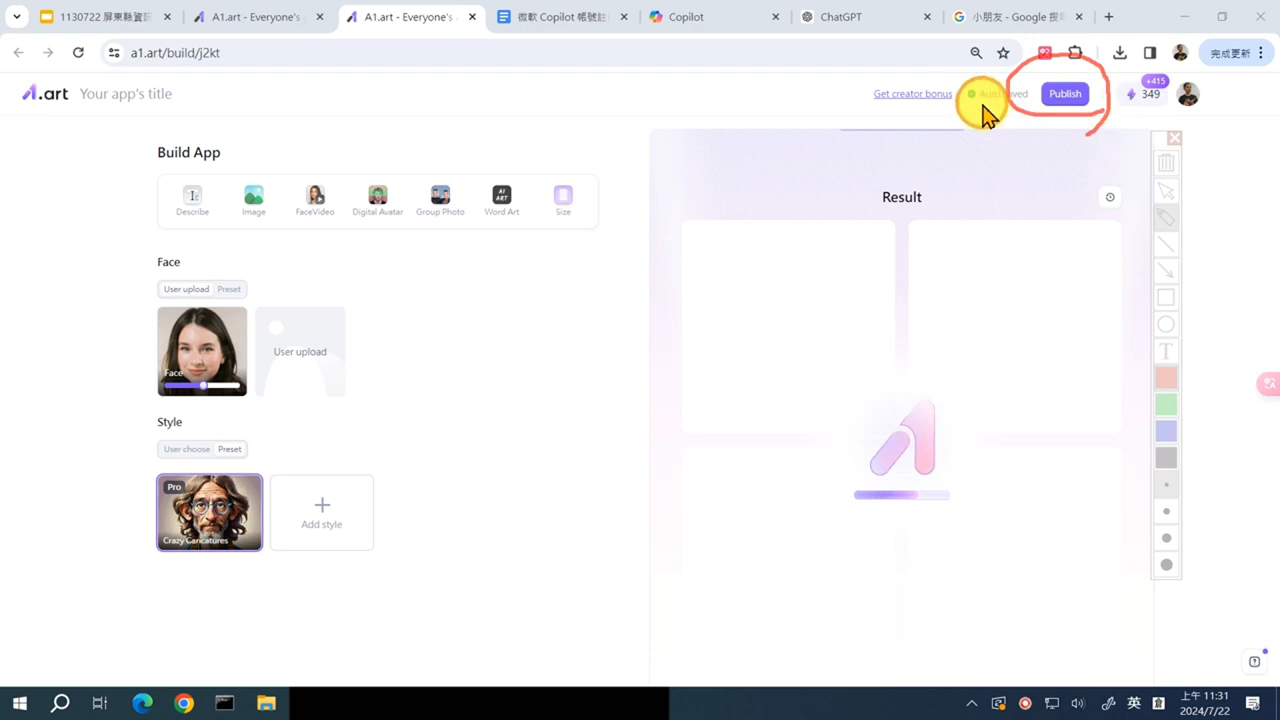 1130722 屏東縣資訊
A1.art - Everyone's
A1.art - Everyone's
微軟 Copilot 帳號註
Copilot
ChatGPT
小朋友 - Google 搜
a1.art/build/j2kt
完成更新
A.art
Your app's title
Get creator bonus
Auto saved
Publish
+415
349
Build App
Describe
Image
FaceVideo
Digital Avatar
Group Photo
AI ART
Word Art
Size
Result
Face
User upload
Preset
Face
User upload
Style
User choose
Preset
Pro
Crazy Caricatures
Add style
T
英
倉
上午 11:31
2024/7/22